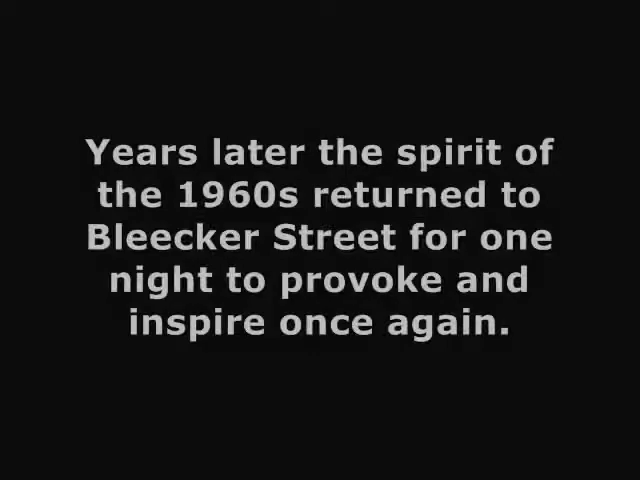 Years later the spirit of
the 1960s returned to
Bleecker Street for one
night to provoke and
inspire once again.